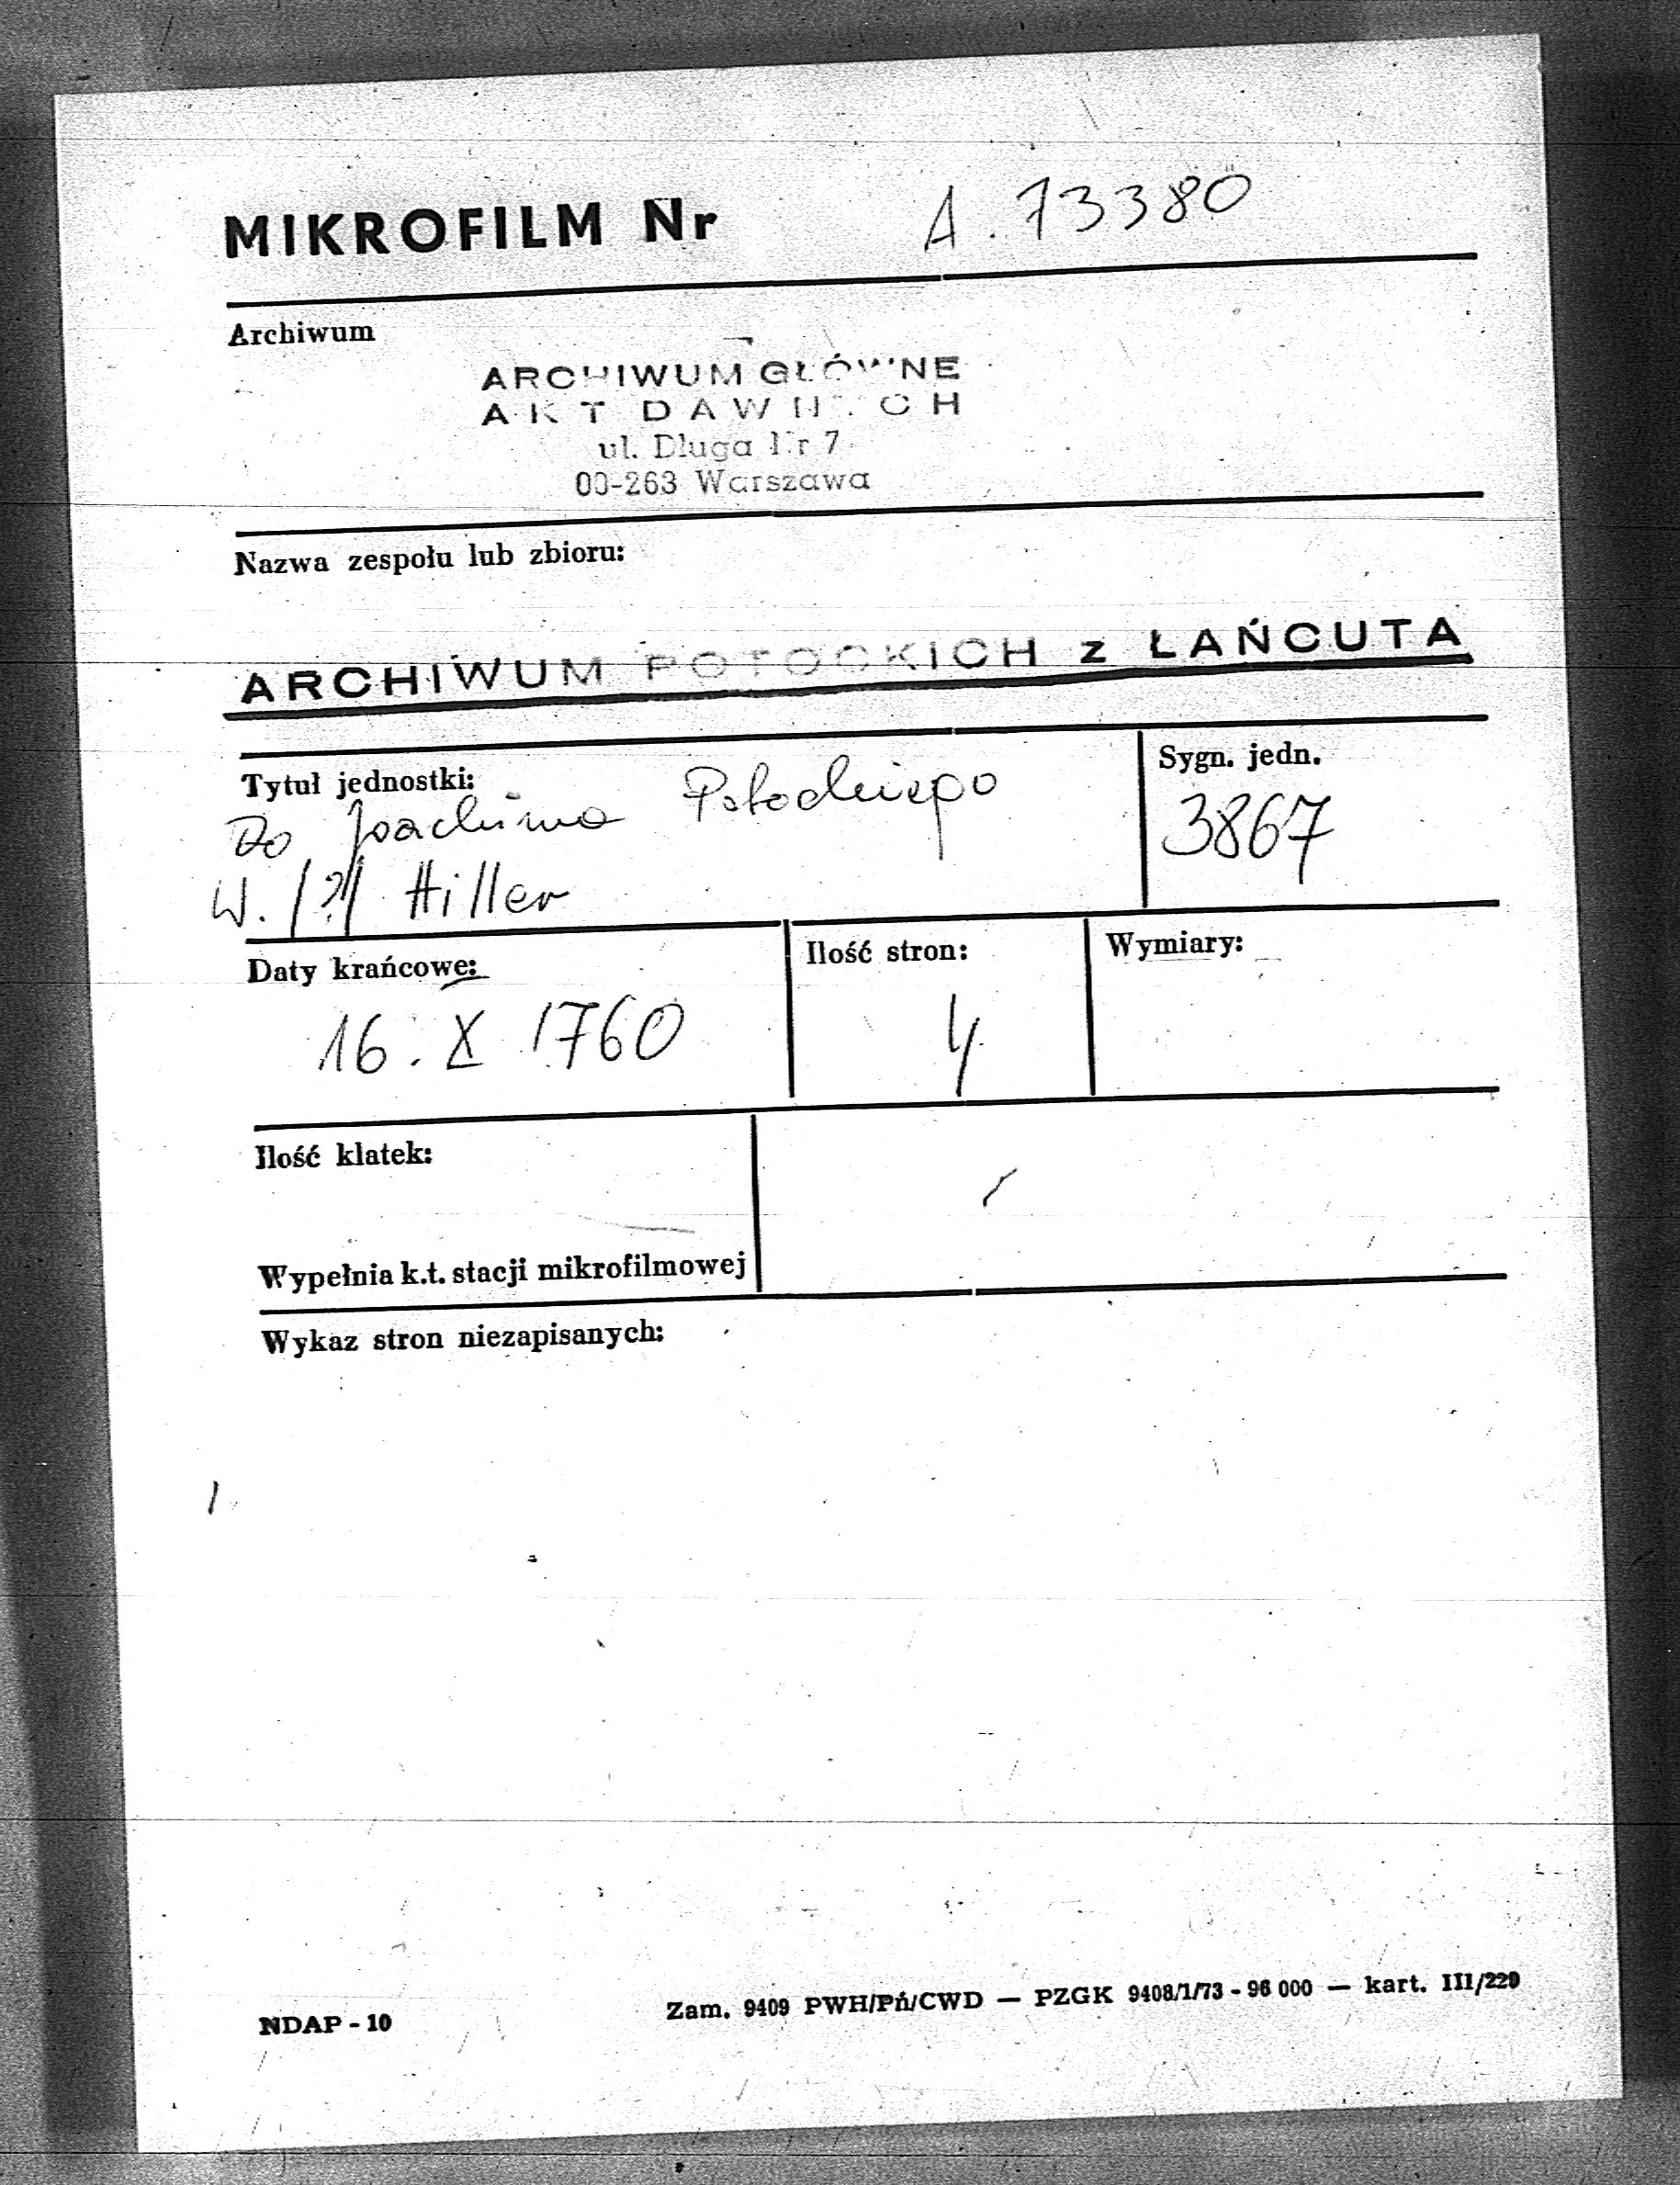 MIKROFILM Nr A. 73380
Archiwum
ARCHIWUM GŁÓWNE
AKT DAWNYCH
ul. Długa Nr 7
00-263 Warszawa
Nazwa zespołu lub zbioru:
ARCHIWUM POTOCKICH z ŁAŃCUTA
Tytuł jednostki:
Sygn. jedn.
Do Joachima Potockiego
3867
W. /?/ Hiller
Daty krańcowe:
Ilość stron:
Wymiary:
16. X 1760
4
Ilość klatek:
Wypełnia k.t. stacji mikrofilmowej
Wykaz stron niezapisanych:
NDAP - 10
Zam. 9409 PWH/Pń/CWD — PZGK 9408/1/73 - 96 000 — kart. III/220